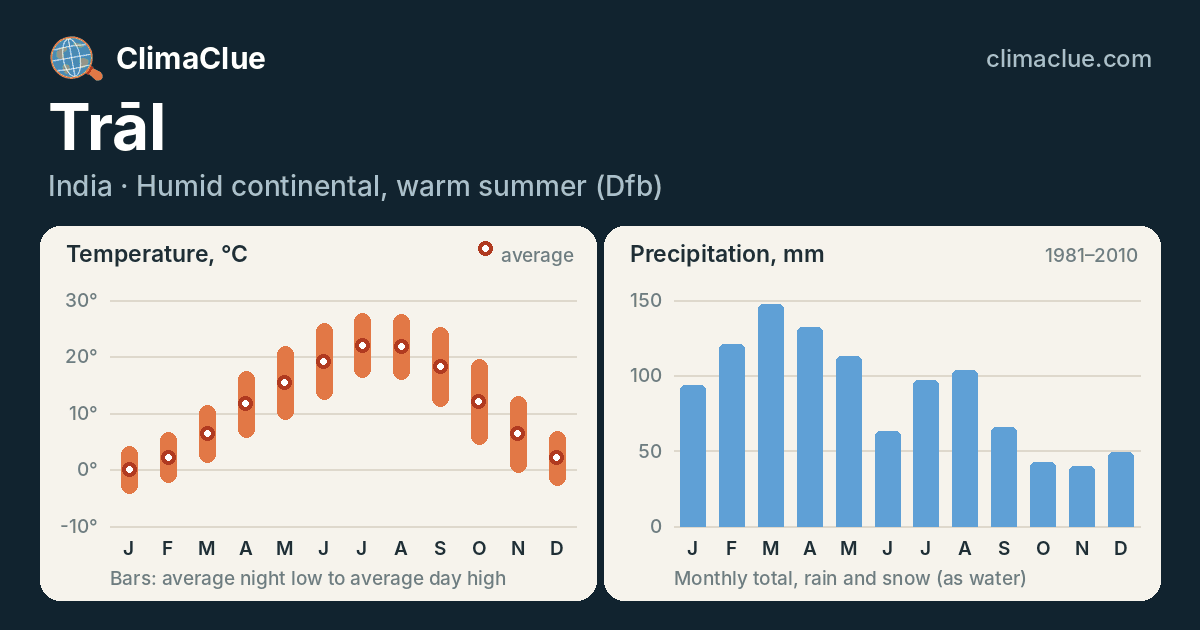 ClimaClue
climaclue.com
Trāl
India · Humid continental, warm summer (Dfb)
Temperature, °C
average
30°
20°
10°
0°
-10°
J F M A M J J A S O N D
Bars: average night low to average day high
Precipitation, mm
1981–2010
150
100
50
0
J F M A M J J A S O N D
Monthly total, rain and snow (as water)